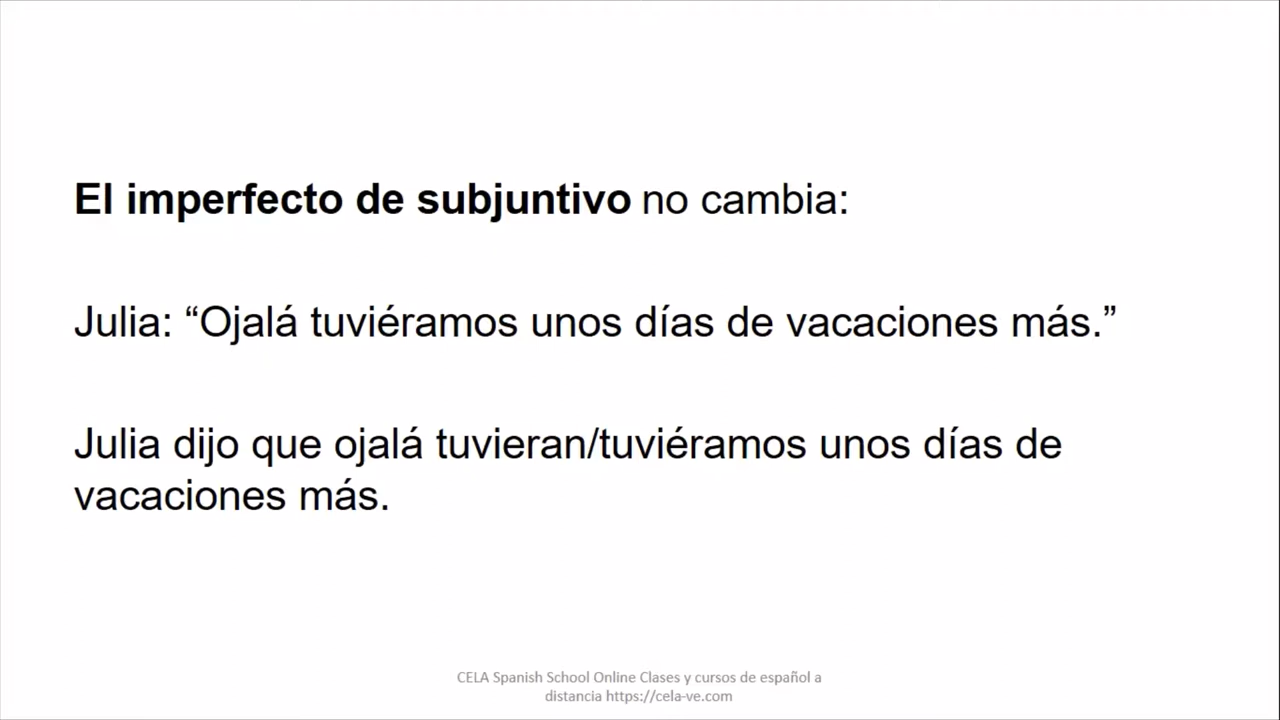 El imperfecto de subjuntivo no cambia:
Julia: “Ojalá tuviéramos unos días de vacaciones más.”
Julia dijo que ojalá tuvieran/tuviéramos unos días de
vacaciones más.
CELA Spanish School Online Clases y cursos de español a
distancia https://cela-ve.com